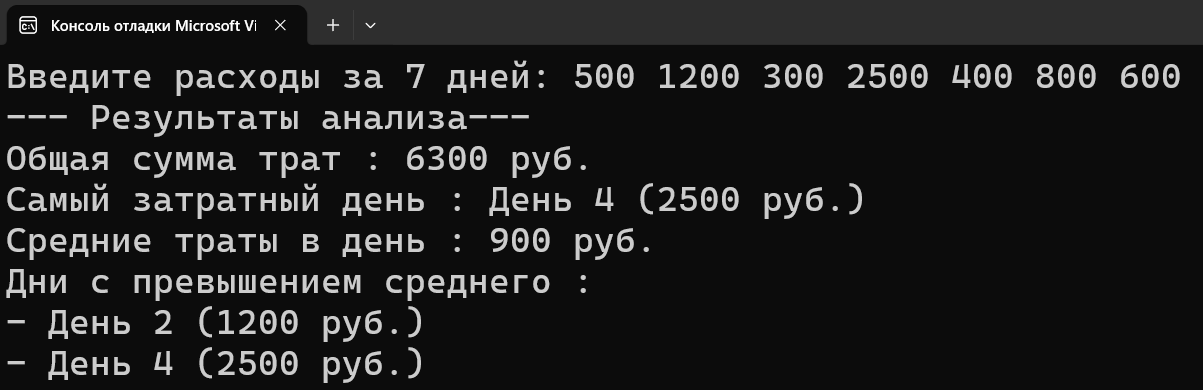 Консоль отладки Microsoft Vi
Введите расходы за 7 дней: 500 1200 300 2500 400 800 600
--- Результаты анализа---
Общая сумма трат : 6300 руб.
Самый затратный день : День 4 (2500 руб.)
Средние траты в день : 900 руб.
Дни с превышением среднего :
- День 2 (1200 руб.)
- День 4 (2500 руб.)